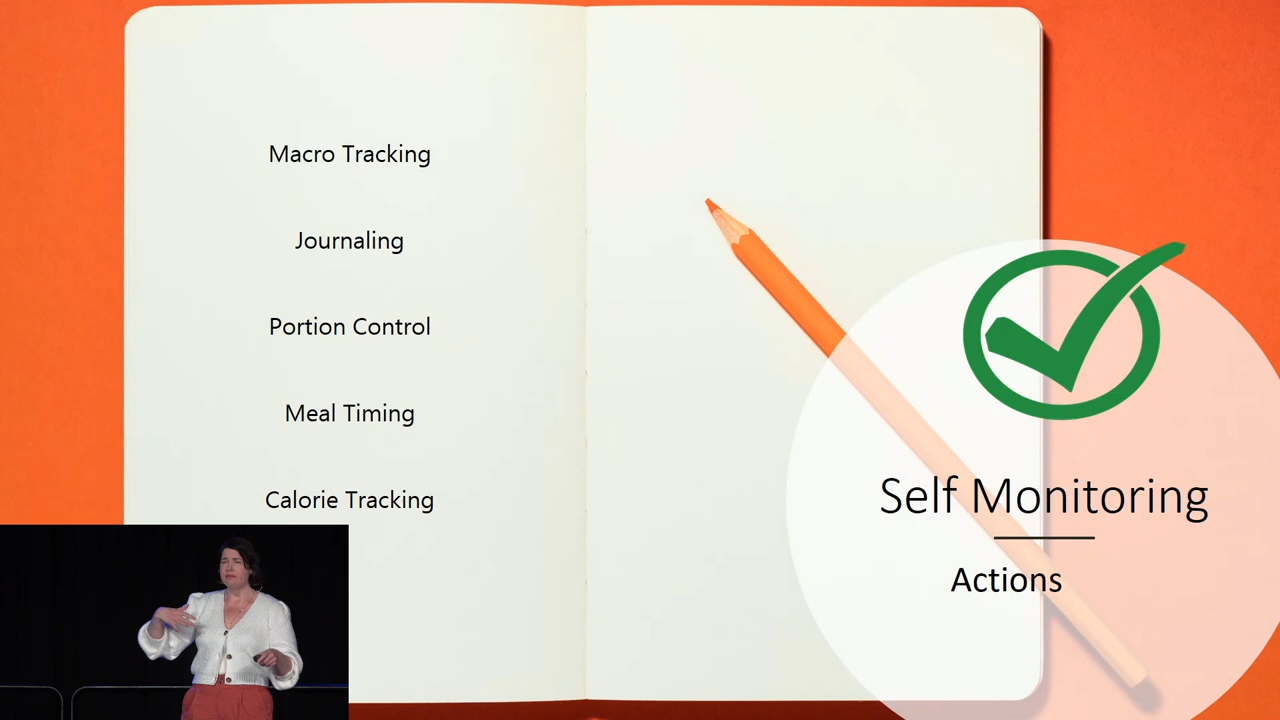 Macro Tracking
Journaling
Portion Control
Meal Timing
Calorie Tracking
Self Monitoring
Actions